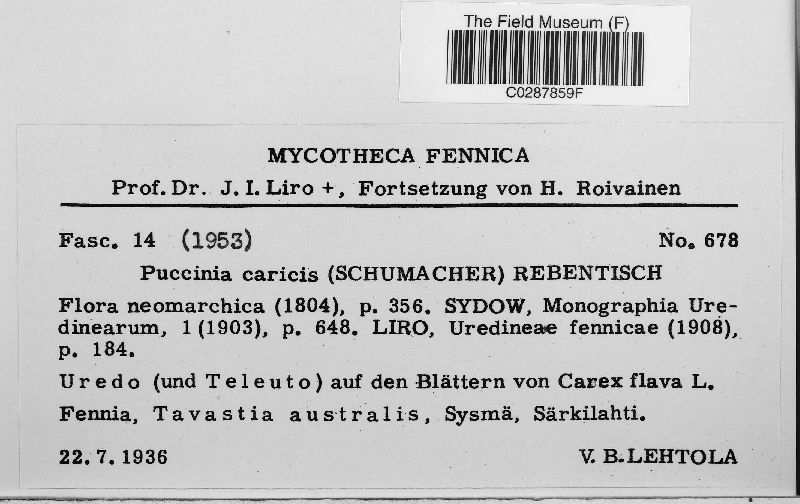 The Field Museum (F)
C0287859F
MYCOTHECA FENNICA
Prof. Dr. J. I. Liro +, Fortsetzung von H. Roivainen
Fasc. 14 (1953) No. 678
Puccinia caricis (SCHUMACHER) REBENTISCH
Flora neomarchica (1804), p. 356. SYDOW, Monographia Ure-
dinearum, 1 (1903), p. 648. LIRO, Uredineae fennicae (1908),
p. 184.
Uredo (und Teleuto) auf den Blättern von Carex flava L.
Fennia, Tavastia australis, Sysmä, Särkilahti.
22. 7. 1936 V. B. LEHTOLA